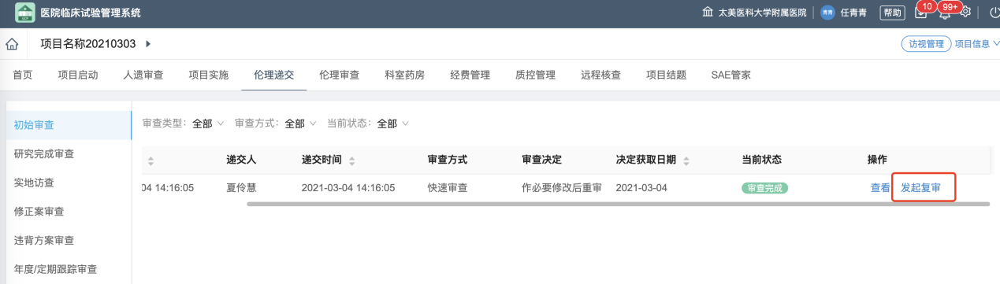 医院临床试验管理系统 太美医科大学附属医院 青青 任青青 帮助 10 99+
项目名称20210303 访视管理 项目信息
首页 项目启动 人遗审查 项目实施 伦理递交 伦理审查 科室药房 经费管理 质控管理 远程核查 项目结题 SAE管家
初始审查
研究完成审查
实地访查
修正案审查
违背方案审查
年度/定期跟踪审查
审查类型: 全部 审查方式: 全部 当前状态: 全部
递交人 递交时间 审查方式 审查决定 决定获取日期 当前状态 操作
04 14:16:05 夏伶慧 2021-03-04 14:16:05 快速审查 作必要修改后重审 2021-03-04 审查完成 查看 发起复审